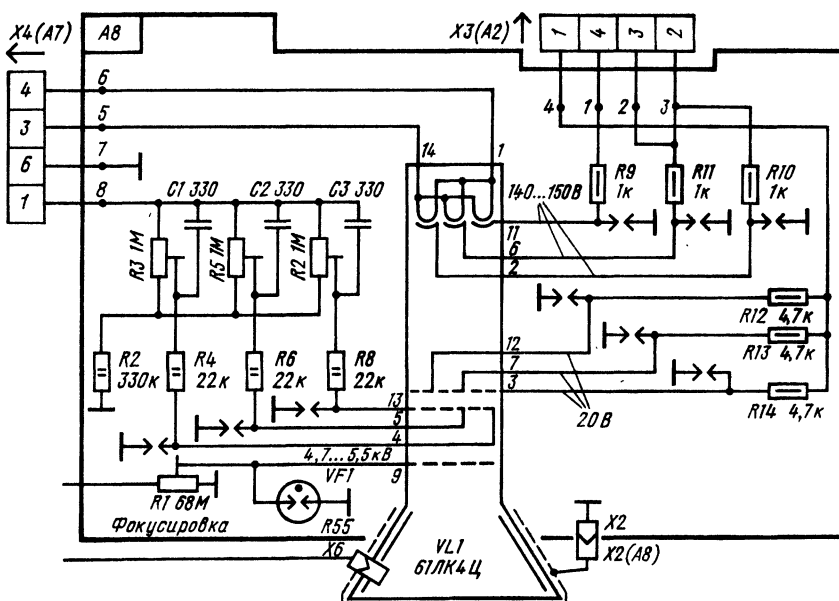 X4(A7)
A8
X3(A2)
1 4 3 2
4
3
6
1
6
5
7
8
4 1 2 3
14
1
C1 330
C2 330
C3 330
R3 1М
R5 1М
R2 1М
R9
1к
R11
1к
R10
1к
140...150В
11
6
2
R2
330к
R4
22к
R6
22к
R8
22к
12
7
3
R12 4,7к
R13 4,7к
R14 4,7к
20В
13
5
4
4,7...5,5кВ
9
VF1
R1 68М
Фокусировка
R55
X6
VL1
61ЛК4Ц
X2
X2(A8)